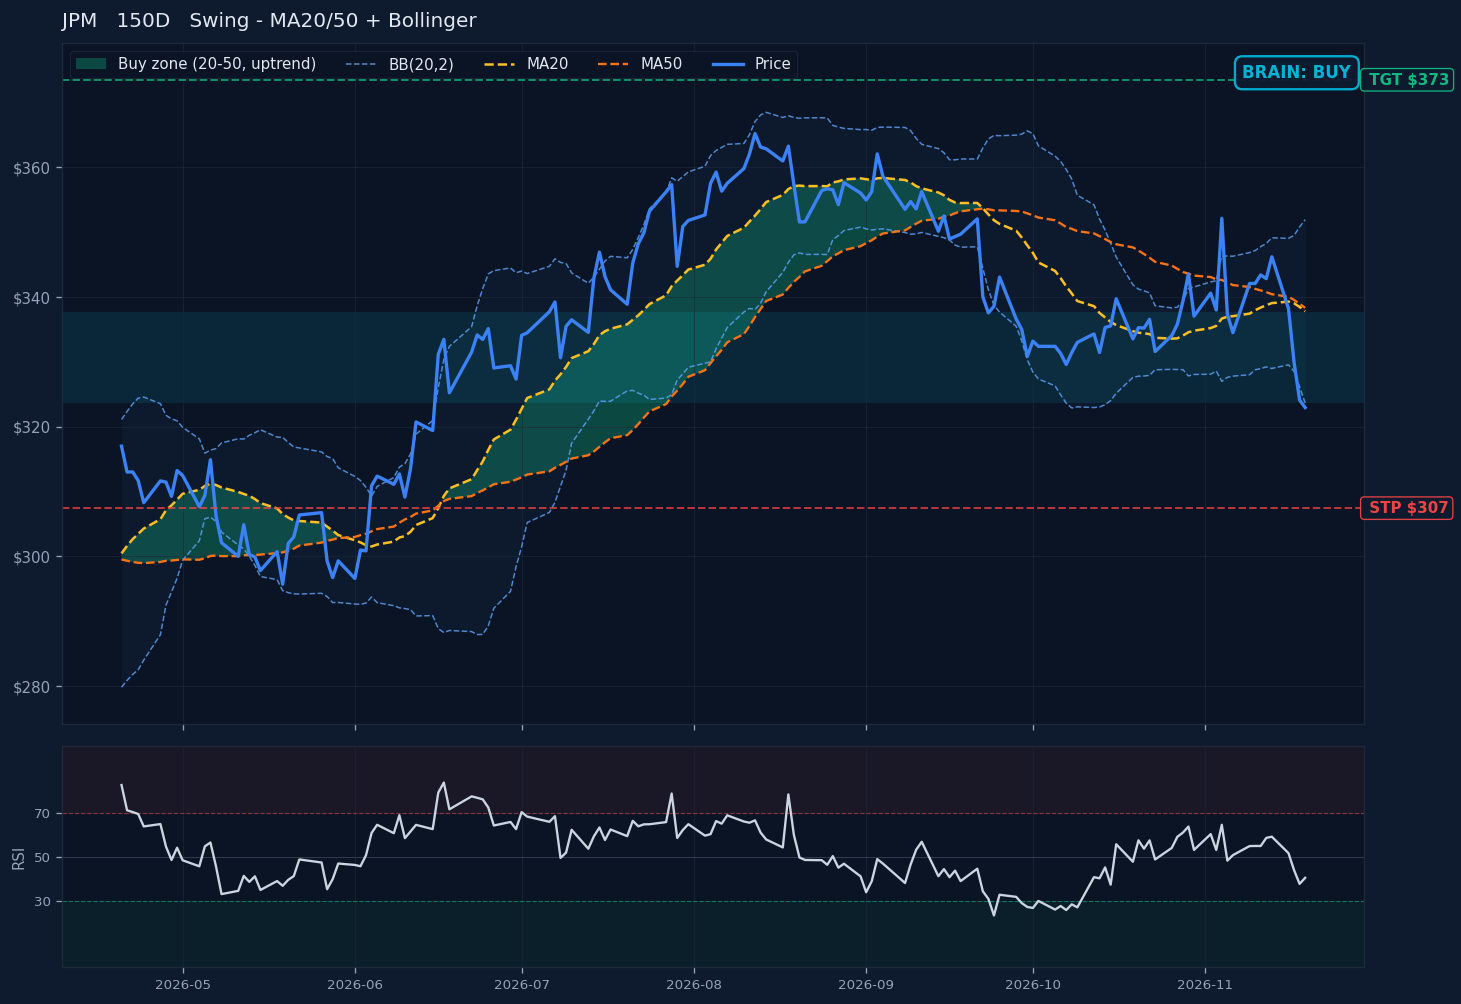 JPM   150D   Swing - MA20/50 + Bollinger
Buy zone (20-50, uptrend)
BB(20,2)
MA20
MA50
Price
BRAIN: BUY
TGT $373
$360
$340
$320
STP $307
$300
$280
RSI
70
50
30
2026-05
2026-06
2026-07
2026-08
2026-09
2026-10
2026-11